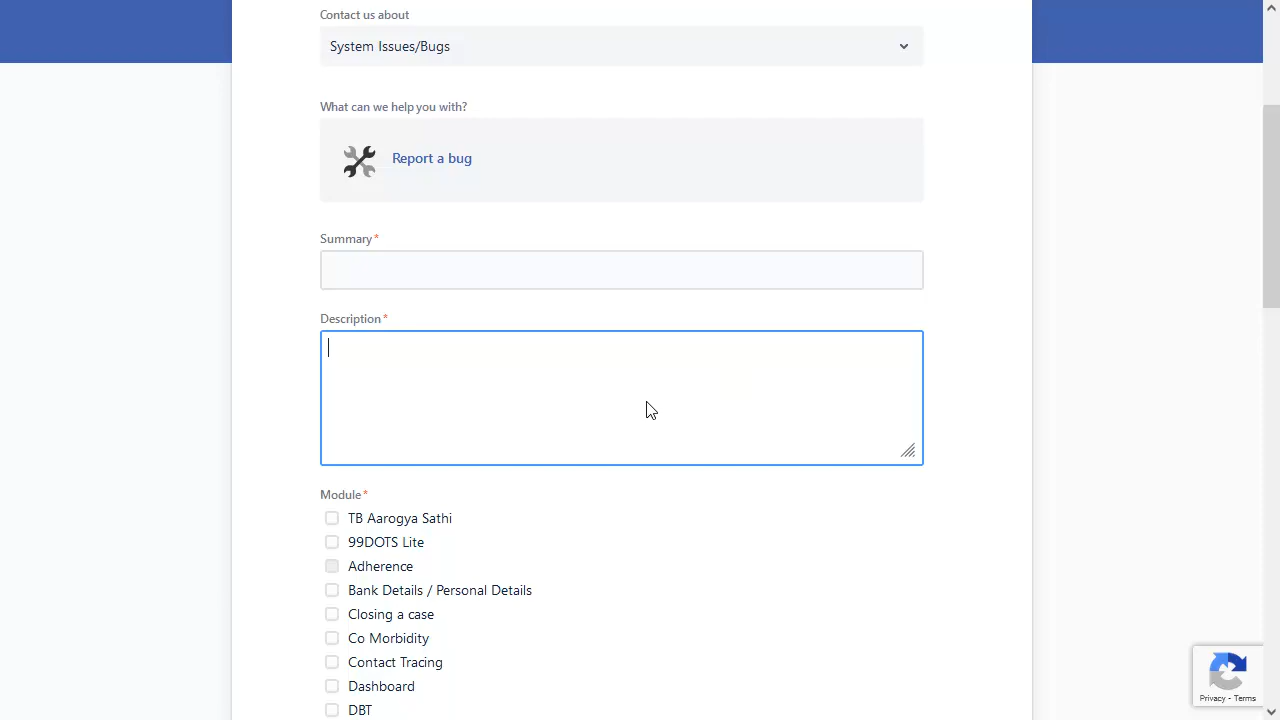 Contact us about
System Issues/Bugs
What can we help you with?
Report a bug
Summary*
Description*
Module*
TB Aarogya Sathi
99DOTS Lite
Adherence
Bank Details / Personal Details
Closing a case
Co Morbidity
Contact Tracing
Dashboard
DBT
Privacy - Terms